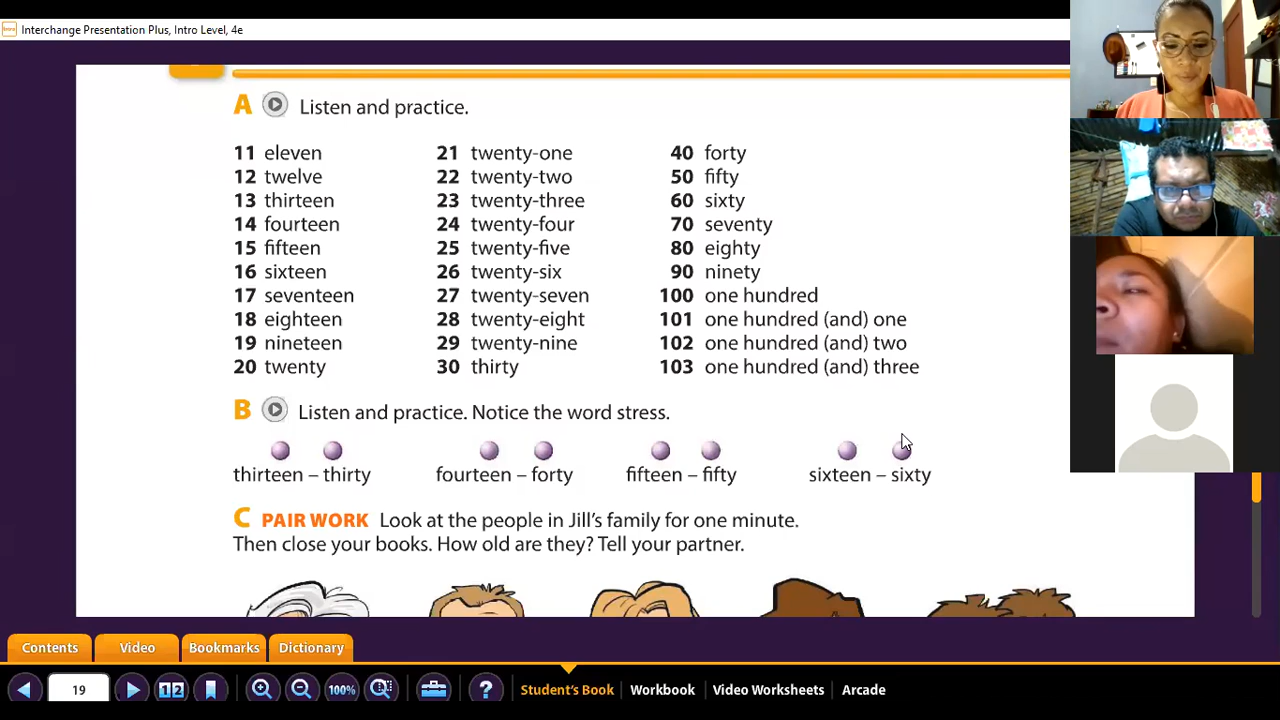 Interchange Presentation Plus, Intro Level, 4e
A Listen and practice.
11 eleven 21 twenty-one 40 forty
12 twelve 22 twenty-two 50 fifty
13 thirteen 23 twenty-three 60 sixty
14 fourteen 24 twenty-four 70 seventy
15 fifteen 25 twenty-five 80 eighty
16 sixteen 26 twenty-six 90 ninety
17 seventeen 27 twenty-seven 100 one hundred
18 eighteen 28 twenty-eight 101 one hundred (and) one
19 nineteen 29 twenty-nine 102 one hundred (and) two
20 twenty 30 thirty 103 one hundred (and) three
B Listen and practice. Notice the word stress.
thirteen – thirty fourteen – forty fifteen – fifty sixteen – sixty
C PAIR WORK Look at the people in Jill's family for one minute.
Then close your books. How old are they? Tell your partner.
Contents Video Bookmarks Dictionary
19 12 100% ? Student's Book Workbook Video Worksheets Arcade